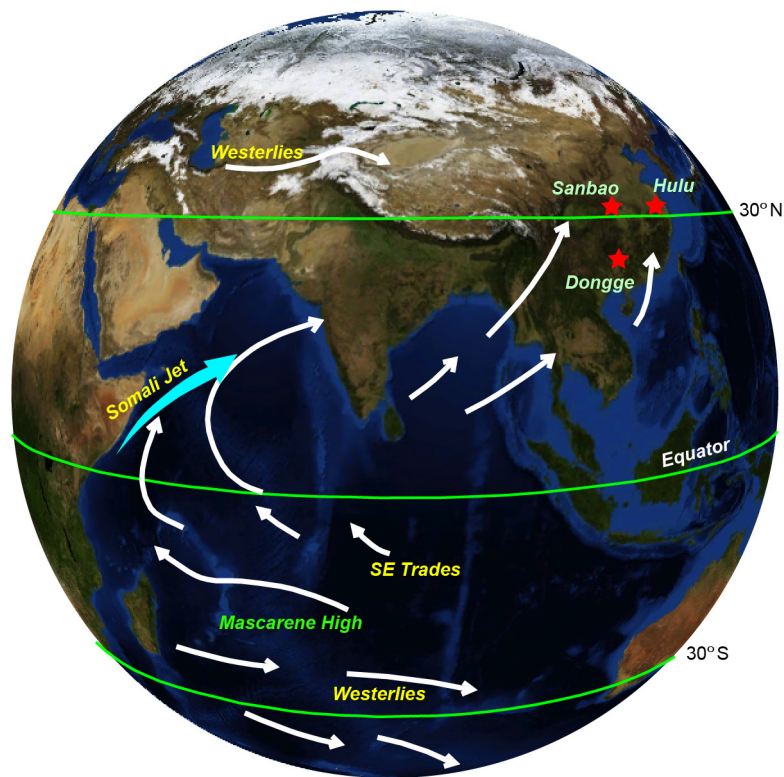 Westerlies
Sanbao
Hulu
30°N
Dongge
Somali Jet
Equator
SE Trades
Mascarene High
30°S
Westerlies